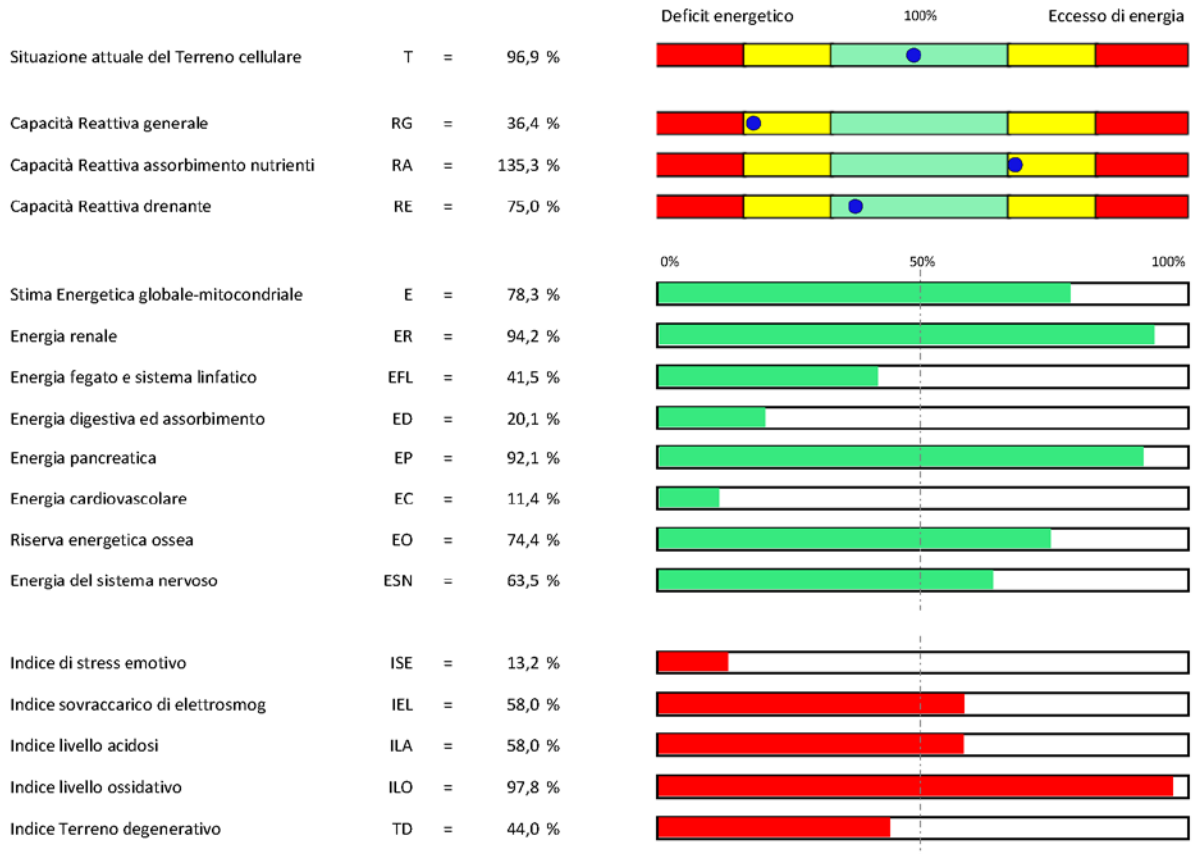 Deficit energetico 100% Eccesso di energia
Situazione attuale del Terreno cellulare T = 96,9 %
Capacità Reattiva generale RG = 36,4 %
Capacità Reattiva assorbimento nutrienti RA = 135,3 %
Capacità Reattiva drenante RE = 75,0 %
0% 50% 100%
Stima Energetica globale-mitocondriale E = 78,3 %
Energia renale ER = 94,2 %
Energia fegato e sistema linfatico EFL = 41,5 %
Energia digestiva ed assorbimento ED = 20,1 %
Energia pancreatica EP = 92,1 %
Energia cardiovascolare EC = 11,4 %
Riserva energetica ossea EO = 74,4 %
Energia del sistema nervoso ESN = 63,5 %
Indice di stress emotivo ISE = 13,2 %
Indice sovraccarico di elettrosmog IEL = 58,0 %
Indice livello acidosi ILA = 58,0 %
Indice livello ossidativo ILO = 97,8 %
Indice Terreno degenerativo TD = 44,0 %